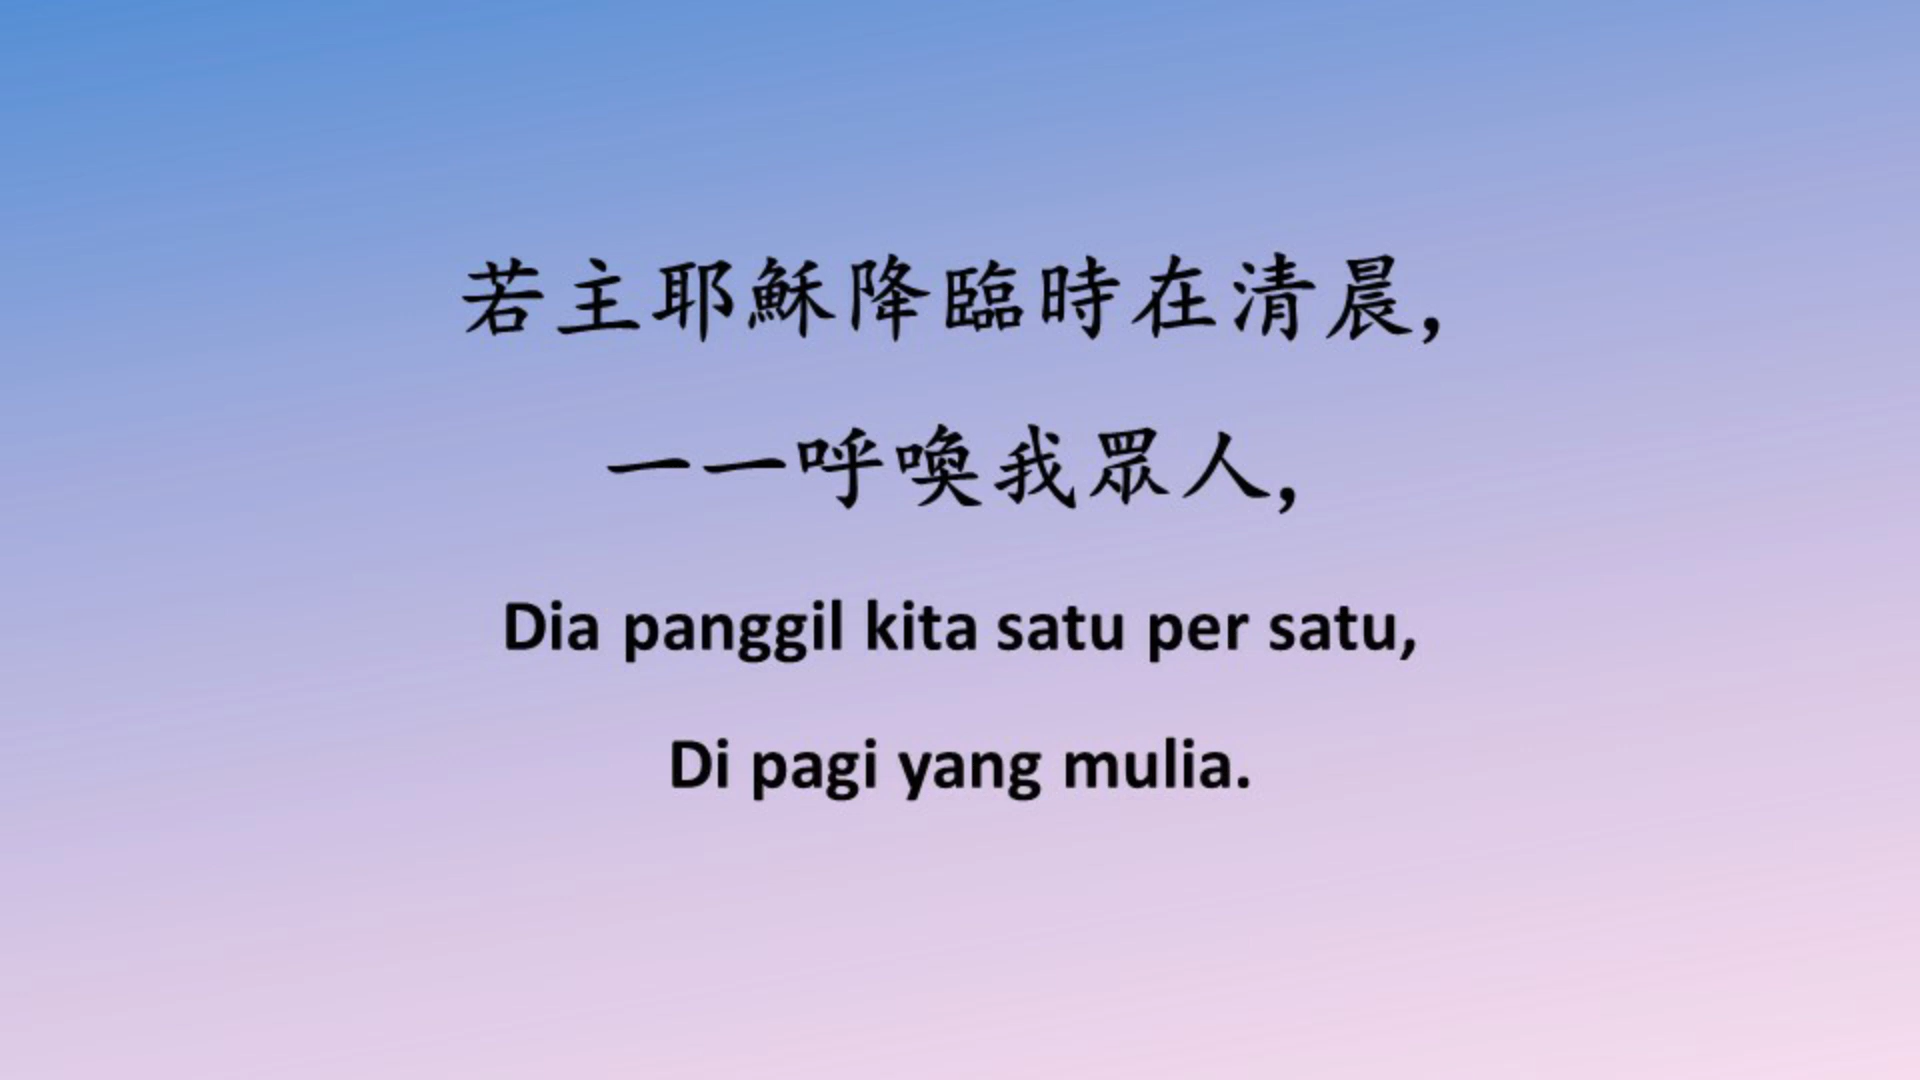 若主耶穌降臨時在清晨,
一一呼喚我眾人,
Dia panggil kita satu per satu,
Di pagi yang mulia.